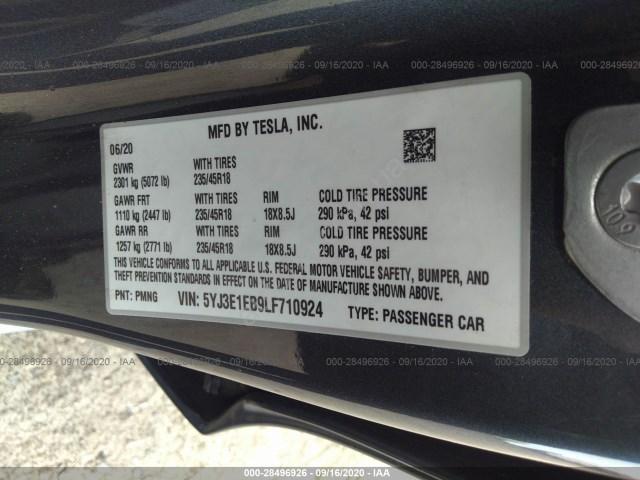 000-28496926 - 09/16/2020 - IAA
MFD BY TESLA, INC.
06/20
GVWR WITH TIRES
2301 kg (5072 lb) 235/45R18
GAWR FRT WITH TIRES RIM COLD TIRE PRESSURE
1110 kg (2447 lb) 235/45R18 18X8.5J 290 kPa, 42 psi
GAWR RR WITH TIRES RIM COLD TIRE PRESSURE
1257 kg (2771 lb) 235/45R18 18X8.5J 290 kPa, 42 psi
THIS VEHICLE CONFORMS TO ALL APPLICABLE U.S. FEDERAL MOTOR VEHICLE SAFETY, BUMPER, AND
THEFT PREVENTION STANDARDS IN EFFECT ON THE DATE OF MANUFACTURE SHOWN ABOVE.
PNT: PMNG VIN: 5YJ3E1EB9LF710924 TYPE: PASSENGER CAR
10.9
000-28496926 - 09/16/2020 - IAA